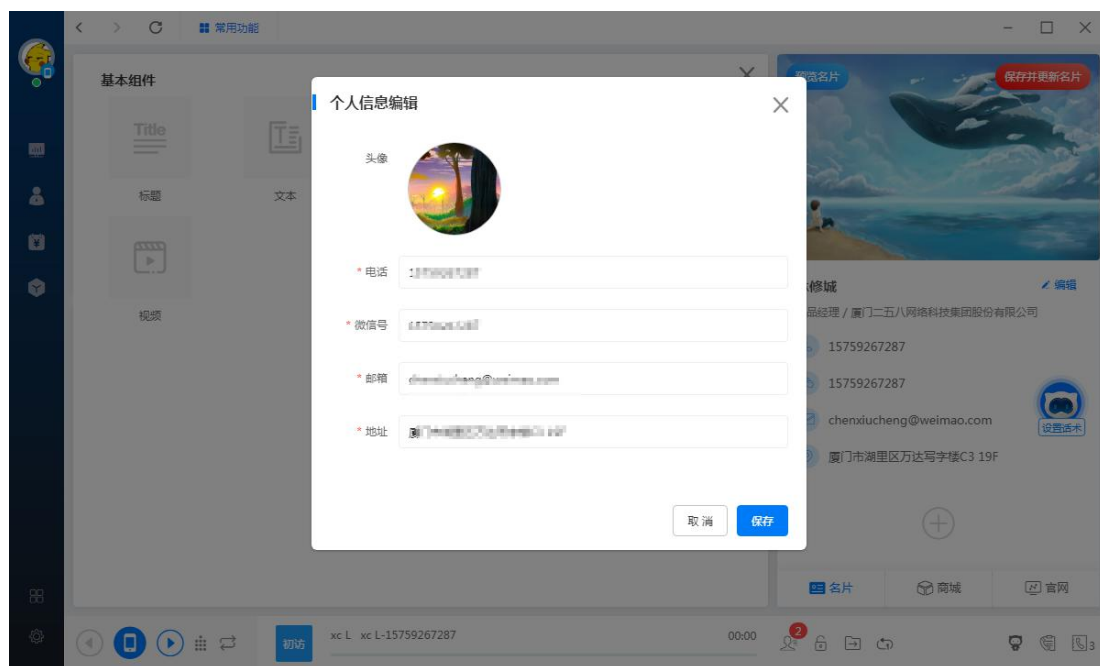 常用功能
基本组件
Title
标题
文本
视频
个人信息编辑
头像
* 电话
* 微信号
* 邮箱
* 地址
取消
保存
预览名片
保存并更新名片
修城
编辑
品经理 / 厦门二五八网络科技集团股份有限公司
15759267287
15759267287
chenxiucheng@weimao.com
设置话术
厦门市湖里区万达写字楼C3 19F
名片
商城
官网
初访
xc L xc L-15759267287
00:00
2
3